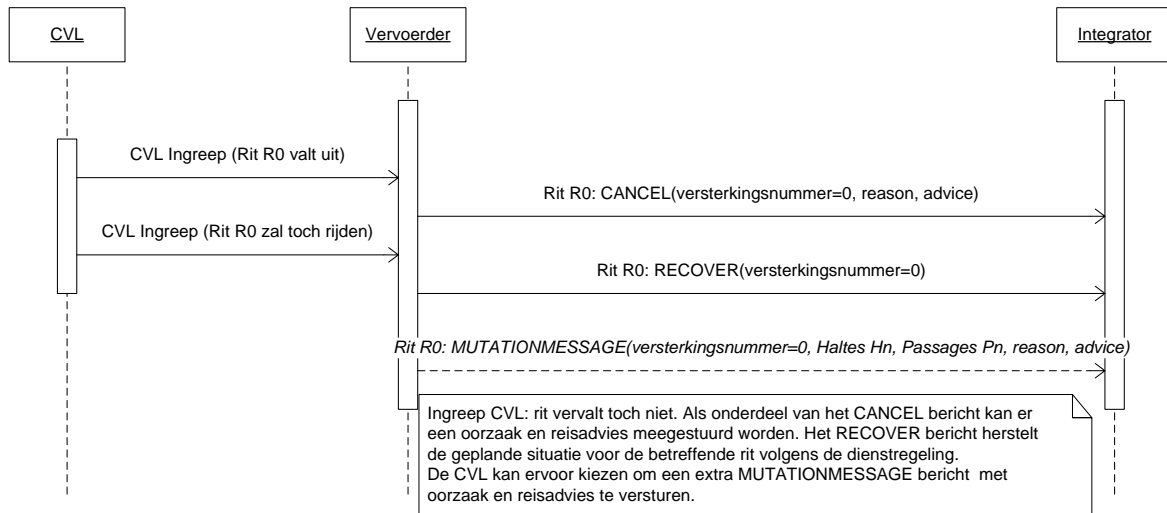 CVL
Vervoerder
Integrator
CVL Ingreep (Rit R0 valt uit)
Rit R0: CANCEL(versterkingsnummer=0, reason, advice)
CVL Ingreep (Rit R0 zal toch rijden)
Rit R0: RECOVER(versterkingsnummer=0)
Rit R0: MUTATIONMESSAGE(versterkingsnummer=0, Haltes Hn, Passages Pn, reason, advice)
Ingreep CVL: rit vervalt toch niet. Als onderdeel van het CANCEL bericht kan er
een oorzaak en reisadvies meegestuurd worden. Het RECOVER bericht herstelt
de geplande situatie voor de betreffende rit volgens de dienstregeling.
De CVL kan ervoor kiezen om een extra MUTATIONMESSAGE bericht  met
oorzaak en reisadvies te versturen.